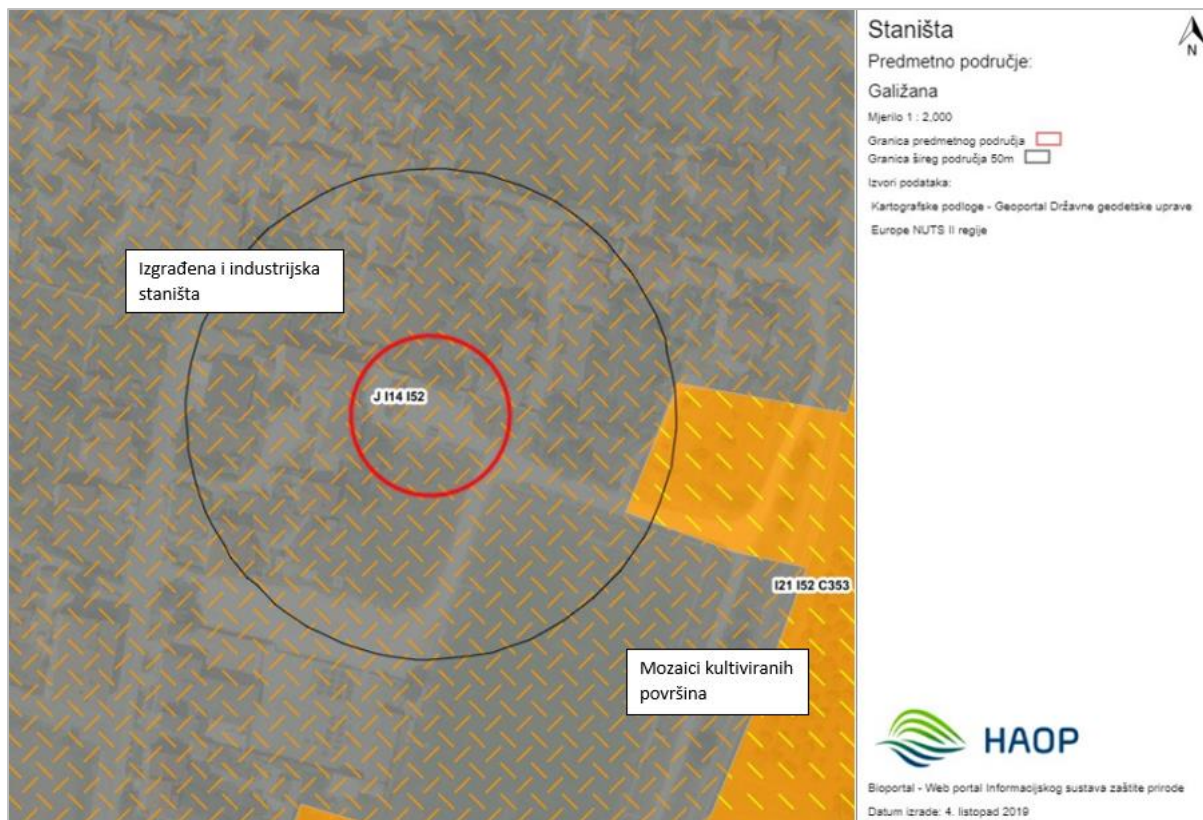 Izgrađena i industrijska
staništa
J I14 I52
I21 I52 C353
Mozaici kultiviranih
površina
Staništa
N
Predmetno područje:
Galižana
Mjerilo 1 : 2,000
Granica predmetnog područja
Granica šireg područja 50m
Izvori podataka:
Kartografske podloge - Geoportal Državne geodetske uprave
Europe NUTS II regije
HAOP
Bioportal - Web portal Informacijskog sustava zaštite prirode
Datum izrade: 4. listopad 2019